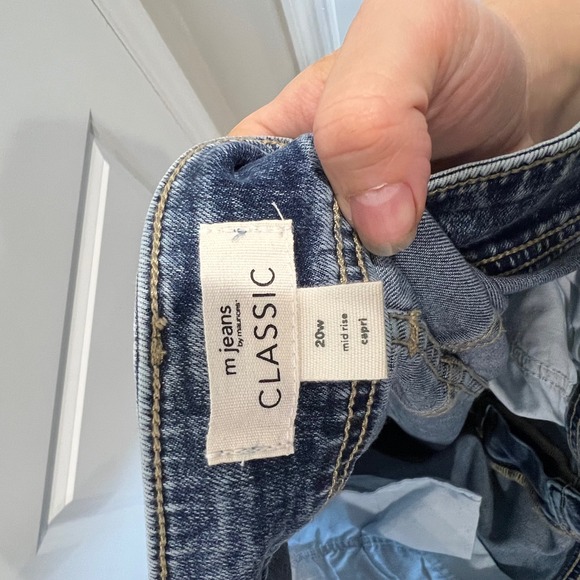 m jeans
by maurices
CLASSIC
20w
mid rise
capri